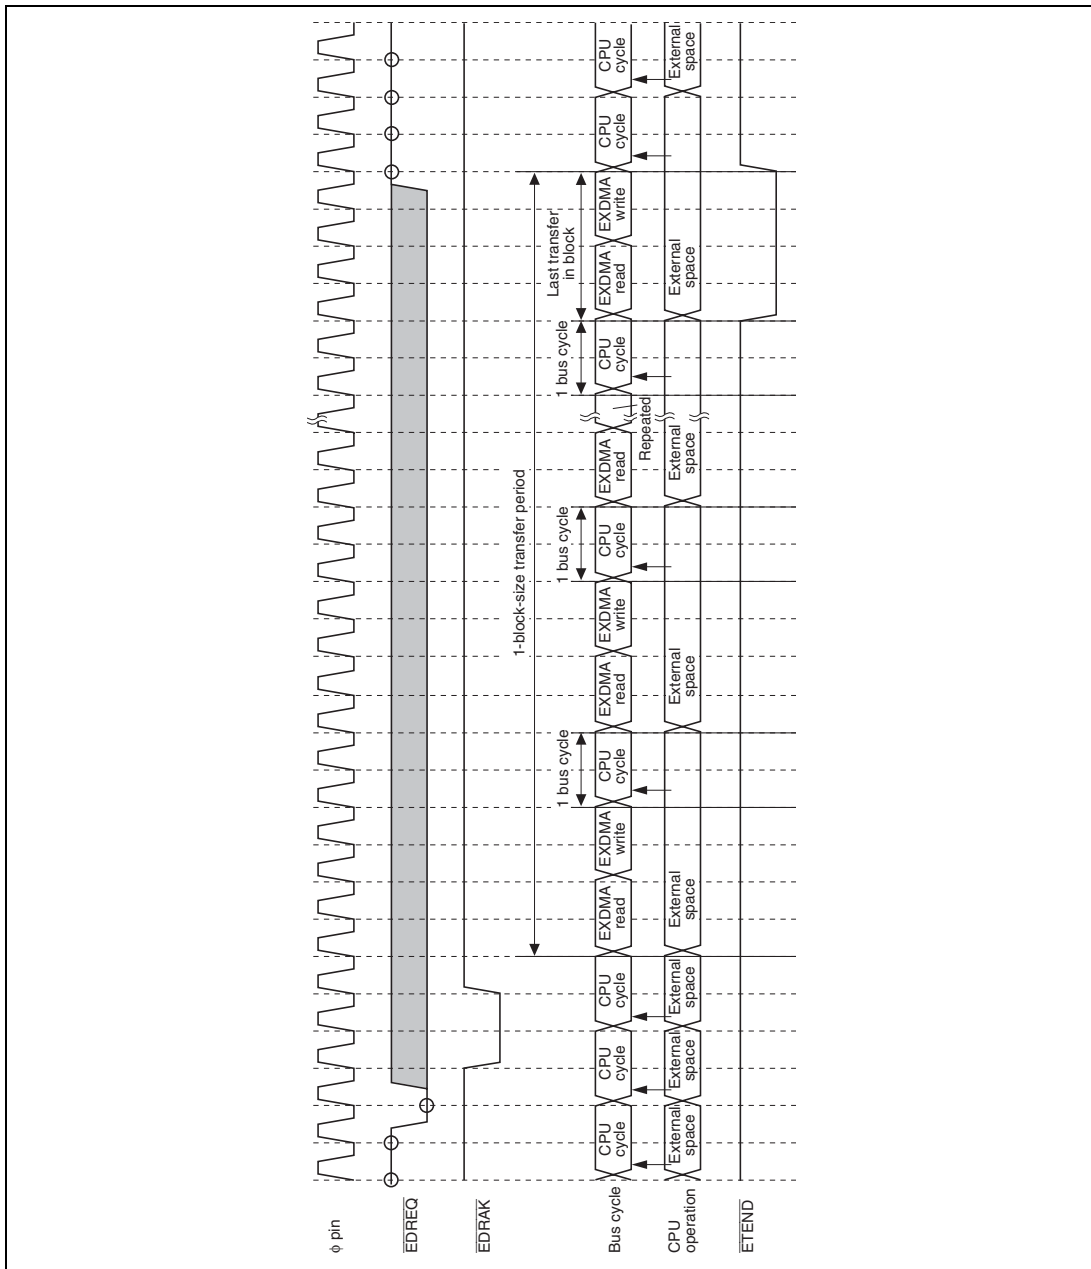 φ pin
EDREQ
EDRAK
1-block-size transfer period
1 bus cycle
1 bus cycle
1 bus cycle
Last transfer
in block
Bus cycle
CPU
cycle
CPU
cycle
CPU
cycle
EXDMA
read
EXDMA
write
CPU
cycle
EXDMA
read
EXDMA
write
CPU
cycle
EXDMA
read
Repeated
CPU
cycle
EXDMA
read
EXDMA
write
CPU
cycle
CPU
cycle
CPU
operation
External
space
External
space
External
space
External
space
External
space
External
space
External
space
External
space
ETEND